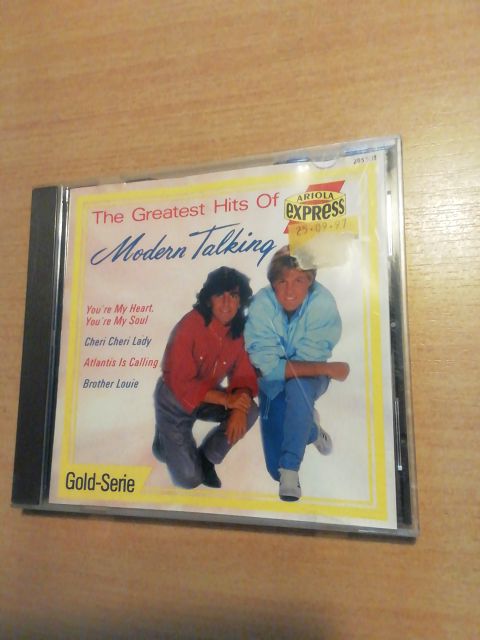 The Greatest Hits Of
Modern Talking
ARIOLA
express
25·09·97
You're My Heart,
You're My Soul
Cheri Cheri Lady
Atlantis Is Calling
Brother Louie
Gold-Serie